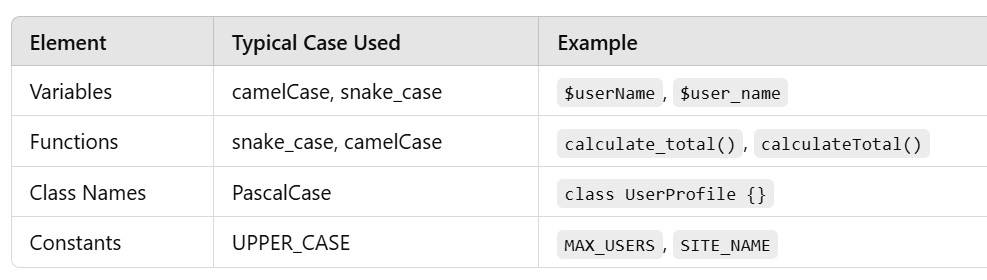 Element Typical Case Used Example
Variables camelCase, snake_case $userName, $user_name
Functions snake_case, camelCase calculate_total(), calculateTotal()
Class Names PascalCase class UserProfile {}
Constants UPPER_CASE MAX_USERS, SITE_NAME